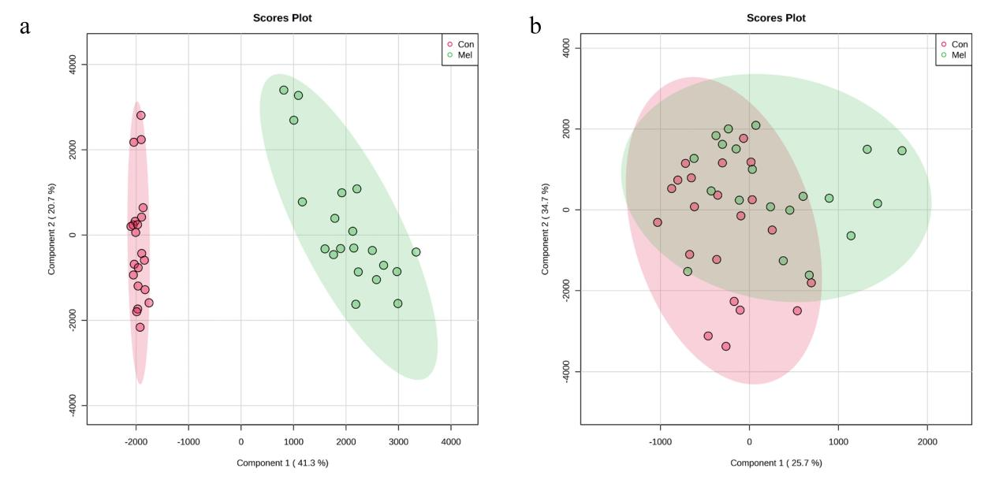 a
Scores Plot
Con
Mel
4000
2000
0
-2000
-4000
Component 2 ( 20.7 %)
-2000 -1000 0 1000 2000 3000 4000
Component 1 ( 41.3 %)
b
Scores Plot
Con
Mel
4000
2000
0
-2000
-4000
Component 2 ( 34.7 %)
-1000 0 1000 2000
Component 1 ( 25.7 %)